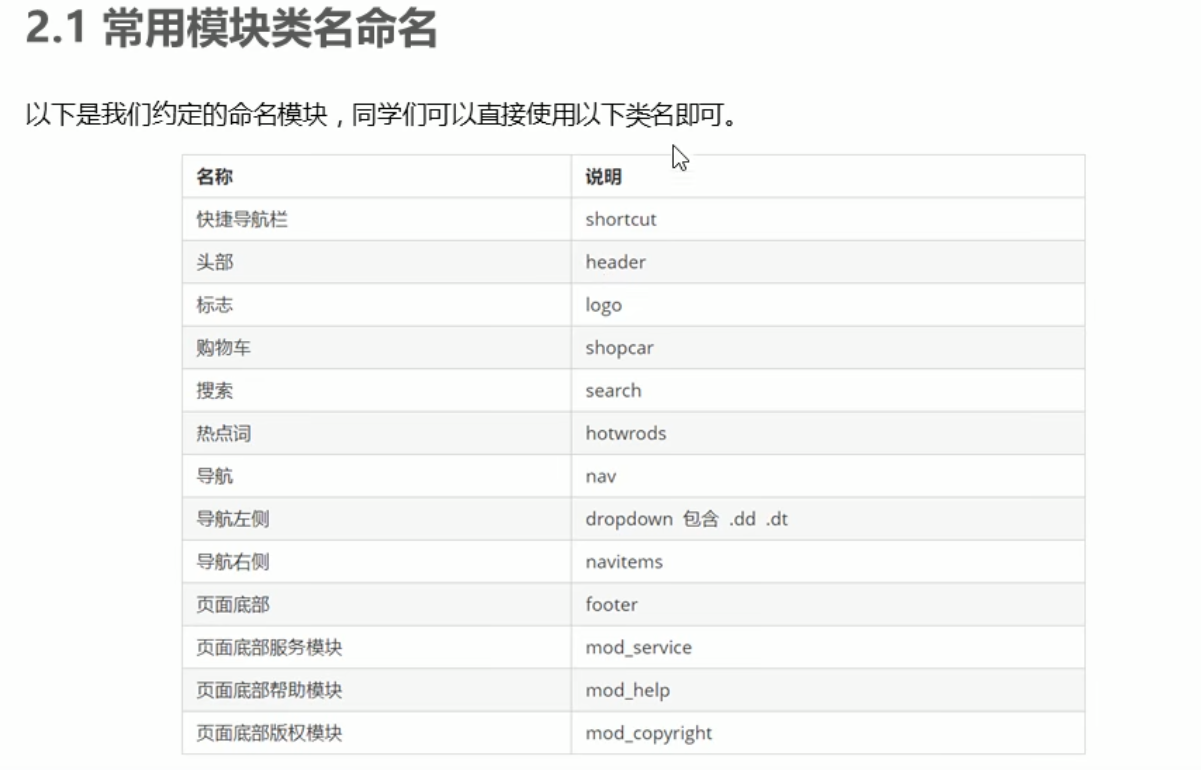 2.1 常用模块类名命名
以下是我们约定的命名模块，同学们可以直接使用以下类名即可。
名称 说明
快捷导航栏 shortcut
头部 header
标志 logo
购物车 shopcar
搜索 search
热点词 hotwrods
导航 nav
导航左侧 dropdown 包含 .dd .dt
导航右侧 navitems
页面底部 footer
页面底部服务模块 mod_service
页面底部帮助模块 mod_help
页面底部版权模块 mod_copyright